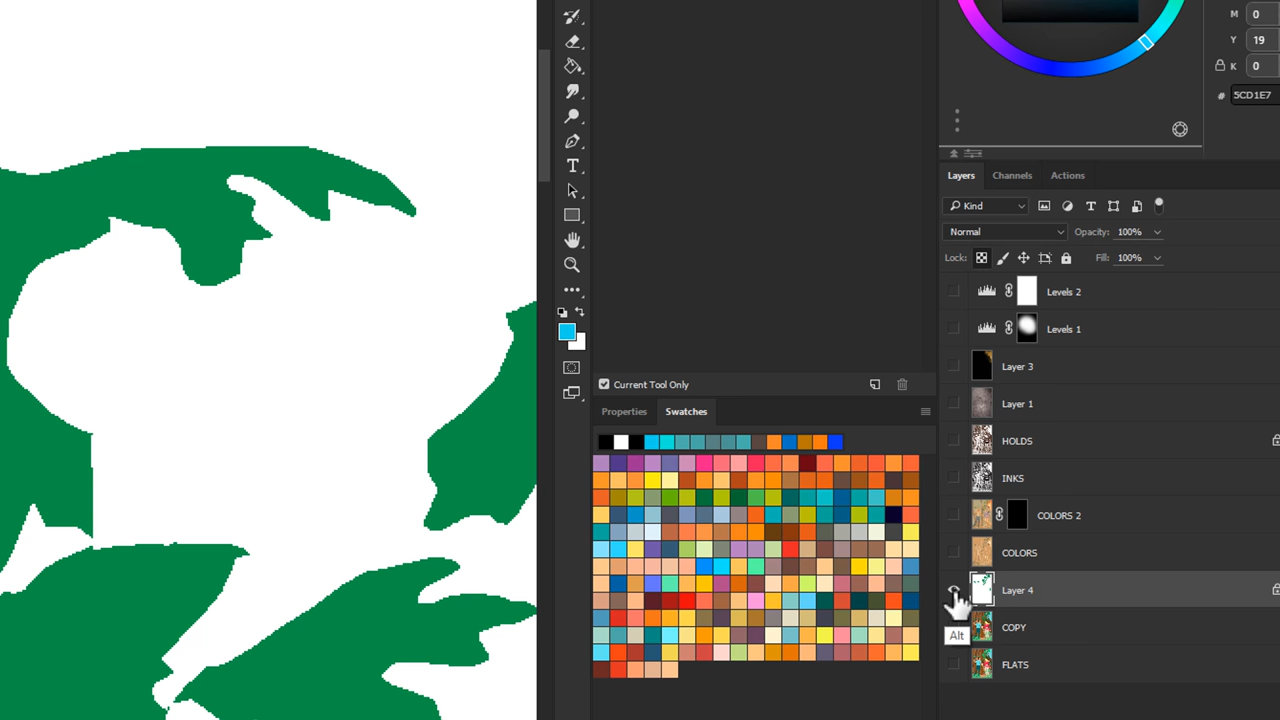 M 0
Y 19
K 0
# 5CD1E7
Layers Channels Actions
Kind
Normal Opacity: 100%
Lock: Fill: 100%
Levels 2
Levels 1
Layer 3
Current Tool Only
Layer 1
Properties Swatches
HOLDS
INKS
COLORS 2
COLORS
Layer 4
COPY
Alt
FLATS